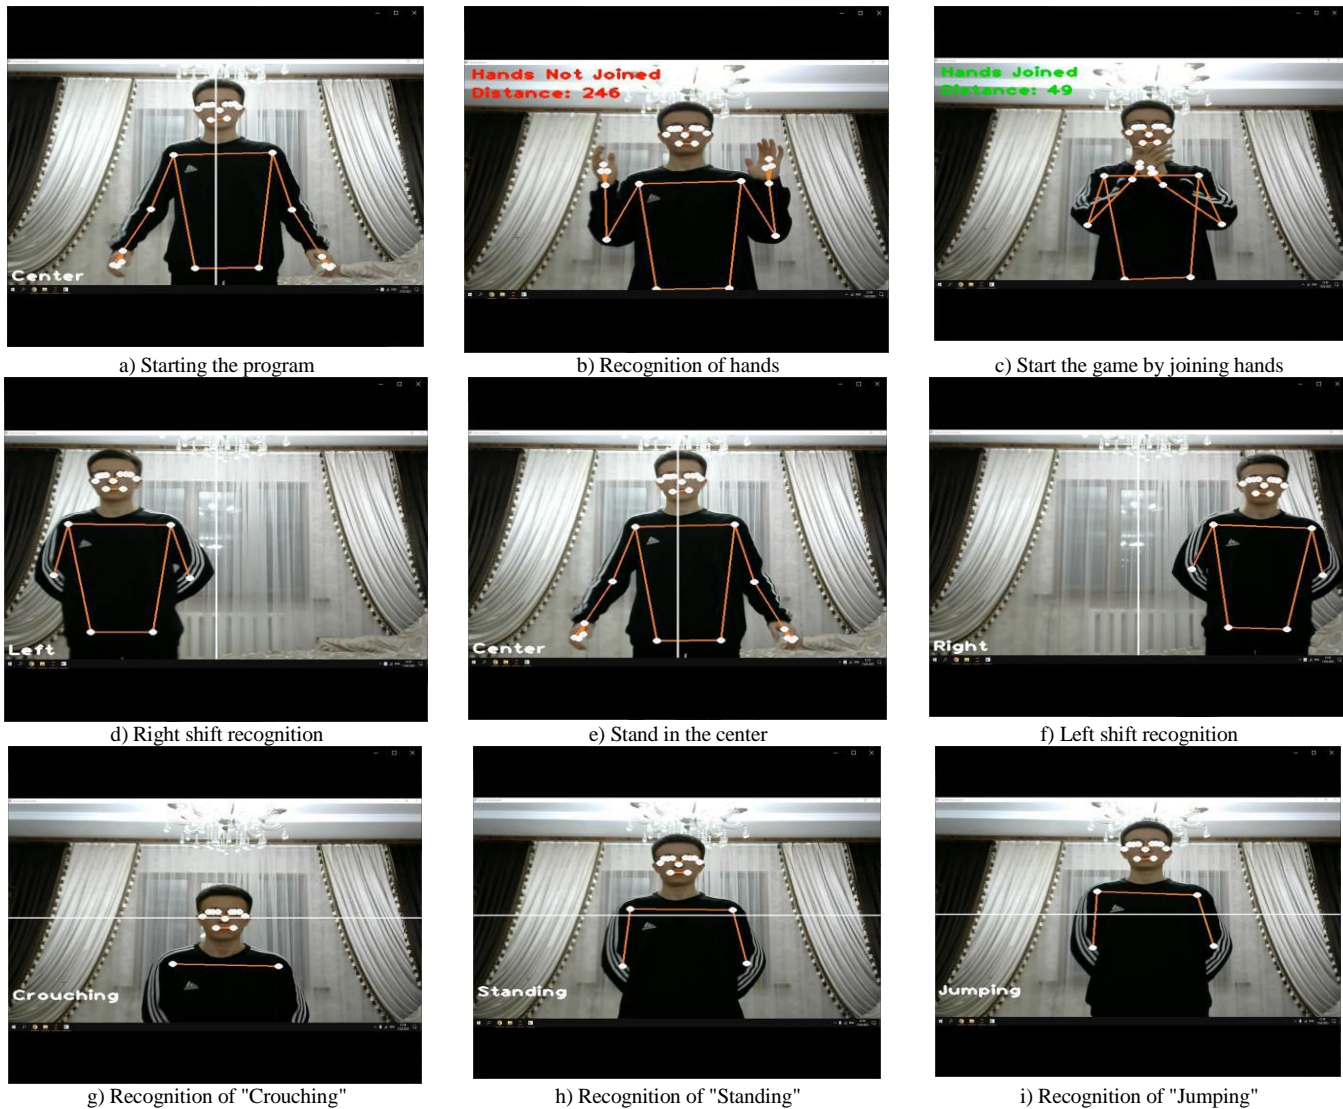 Center
Hands Not Joined
Distance: 246
Hands Joined
Distance: 49
a) Starting the program
b) Recognition of hands
c) Start the game by joining hands
Left
Center
Right
d) Right shift recognition
e) Stand in the center
f) Left shift recognition
Crouching
Standing
Jumping
g) Recognition of "Crouching"
h) Recognition of "Standing"
i) Recognition of "Jumping"